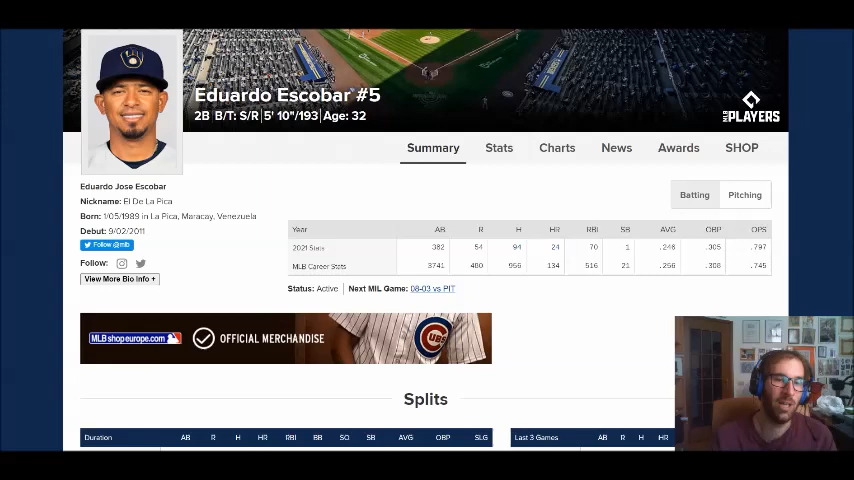 Eduardo Escobar #5
2B B/T: S/R 5' 10"/193 Age: 32
MLB PLAYERS
Summary Stats Charts News Awards SHOP
Eduardo Jose Escobar
Nickname: El De La Pica
Born: 1/05/1989 in La Pica, Maracay, Venezuela
Debut: 9/02/2011
Follow @mlb
Follow:
View More Bio Info +
Batting Pitching
Year AB R H HR RBI SB AVG OBP OPS
2021 Stats 382 54 94 24 70 1 .246 .305 .797
MLB Career Stats 3741 480 956 134 516 21 .256 .308 .745
Status: Active Next MIL Game: 08-03 vs PIT
MLBshopeurope.com OFFICIAL MERCHANDISE
CUBS
Splits
Duration AB R H HR RBI BB SO SB AVG OBP SLG
Last 3 Games AB R H HR